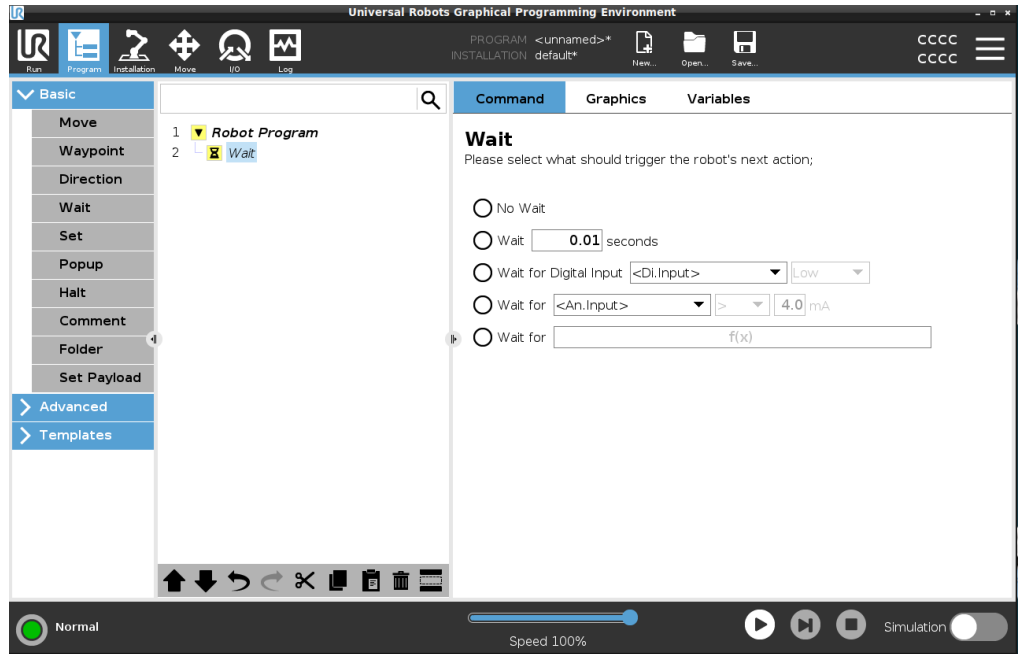 UR
Universal Robots Graphical Programming Environment
UR
Run
Program
Installation
Move
I/O
Log
PROGRAM <unnamed>*
INSTALLATION default*
New...
Open...
Save...
CCCC
CCCC
Basic
Move
Waypoint
Direction
Wait
Set
Popup
Halt
Comment
Folder
Set Payload
Advanced
Templates
1 Robot Program
2 Wait
Command Graphics Variables
Wait
Please select what should trigger the robot's next action;
No Wait
Wait 0.01 seconds
Wait for Digital Input <Di.Input> Low
Wait for <An.Input> > 4.0 mA
Wait for f(x)
Normal
Speed 100%
Simulation